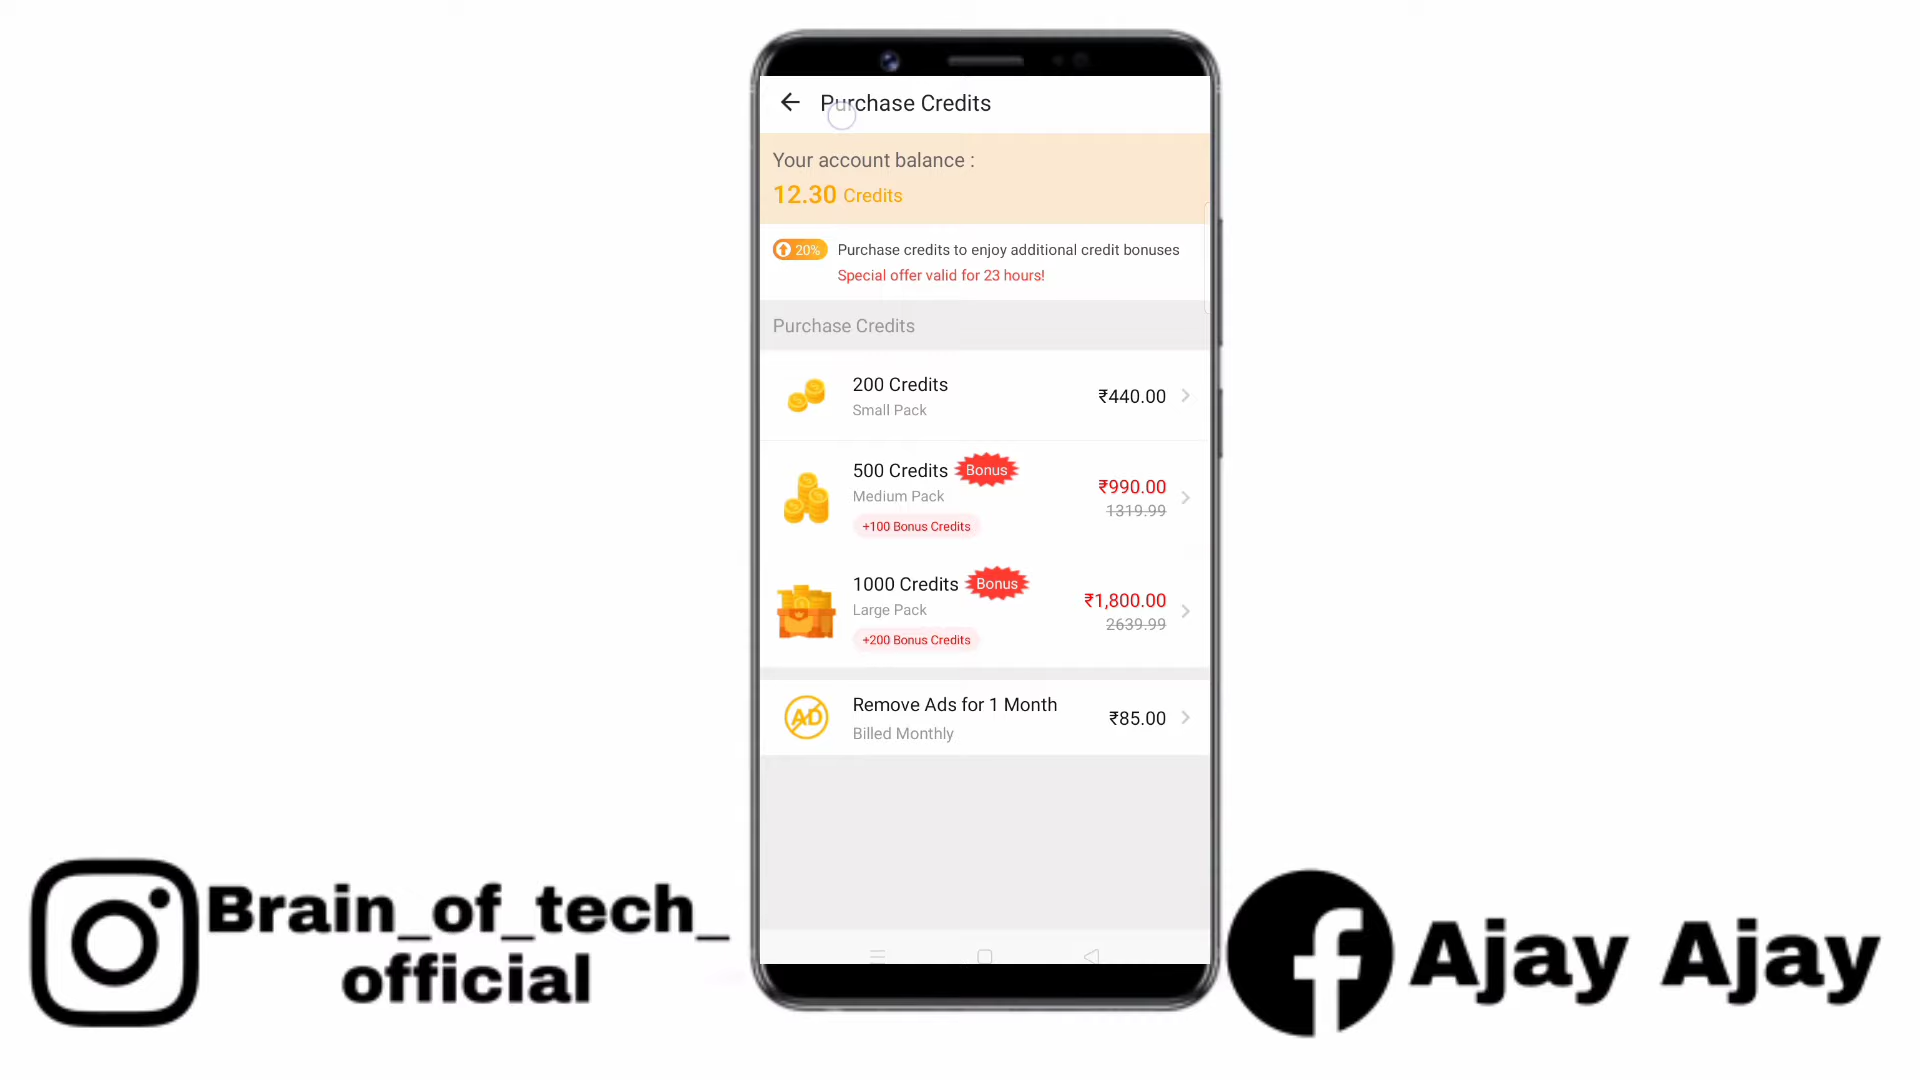 Purchase Credits
Your account balance :
12.30 Credits
20% Purchase credits to enjoy additional credit bonuses
Special offer valid for 23 hours!
Purchase Credits
200 Credits
Small Pack
₹440.00
500 Credits Bonus
Medium Pack
+100 Bonus Credits
₹990.00
1319.99
1000 Credits Bonus
Large Pack
+200 Bonus Credits
₹1,800.00
2639.99
AD
Remove Ads for 1 Month
Billed Monthly
₹85.00
Brain_of_tech_
official
Ajay Ajay